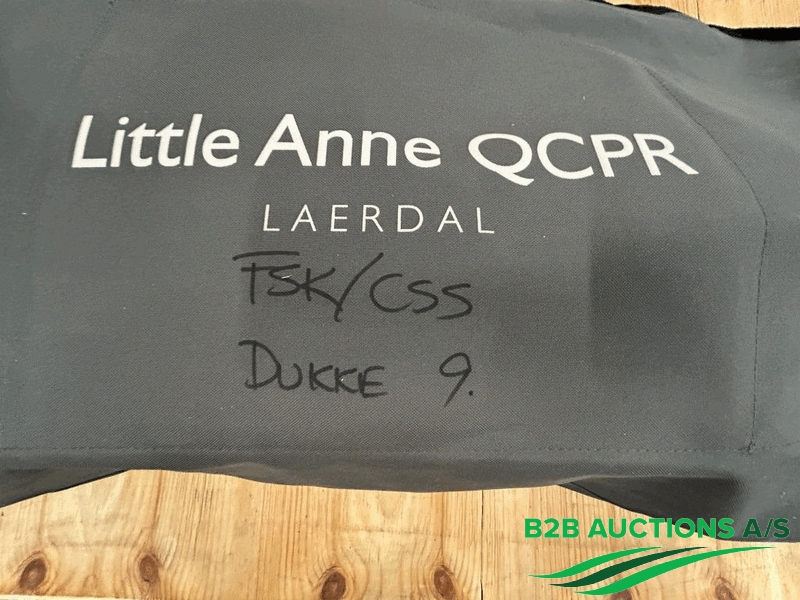 Little Anne QCPR
LAERDAL
FSK/CSS
DUKKE 9.
B2B AUCTIONS A/S